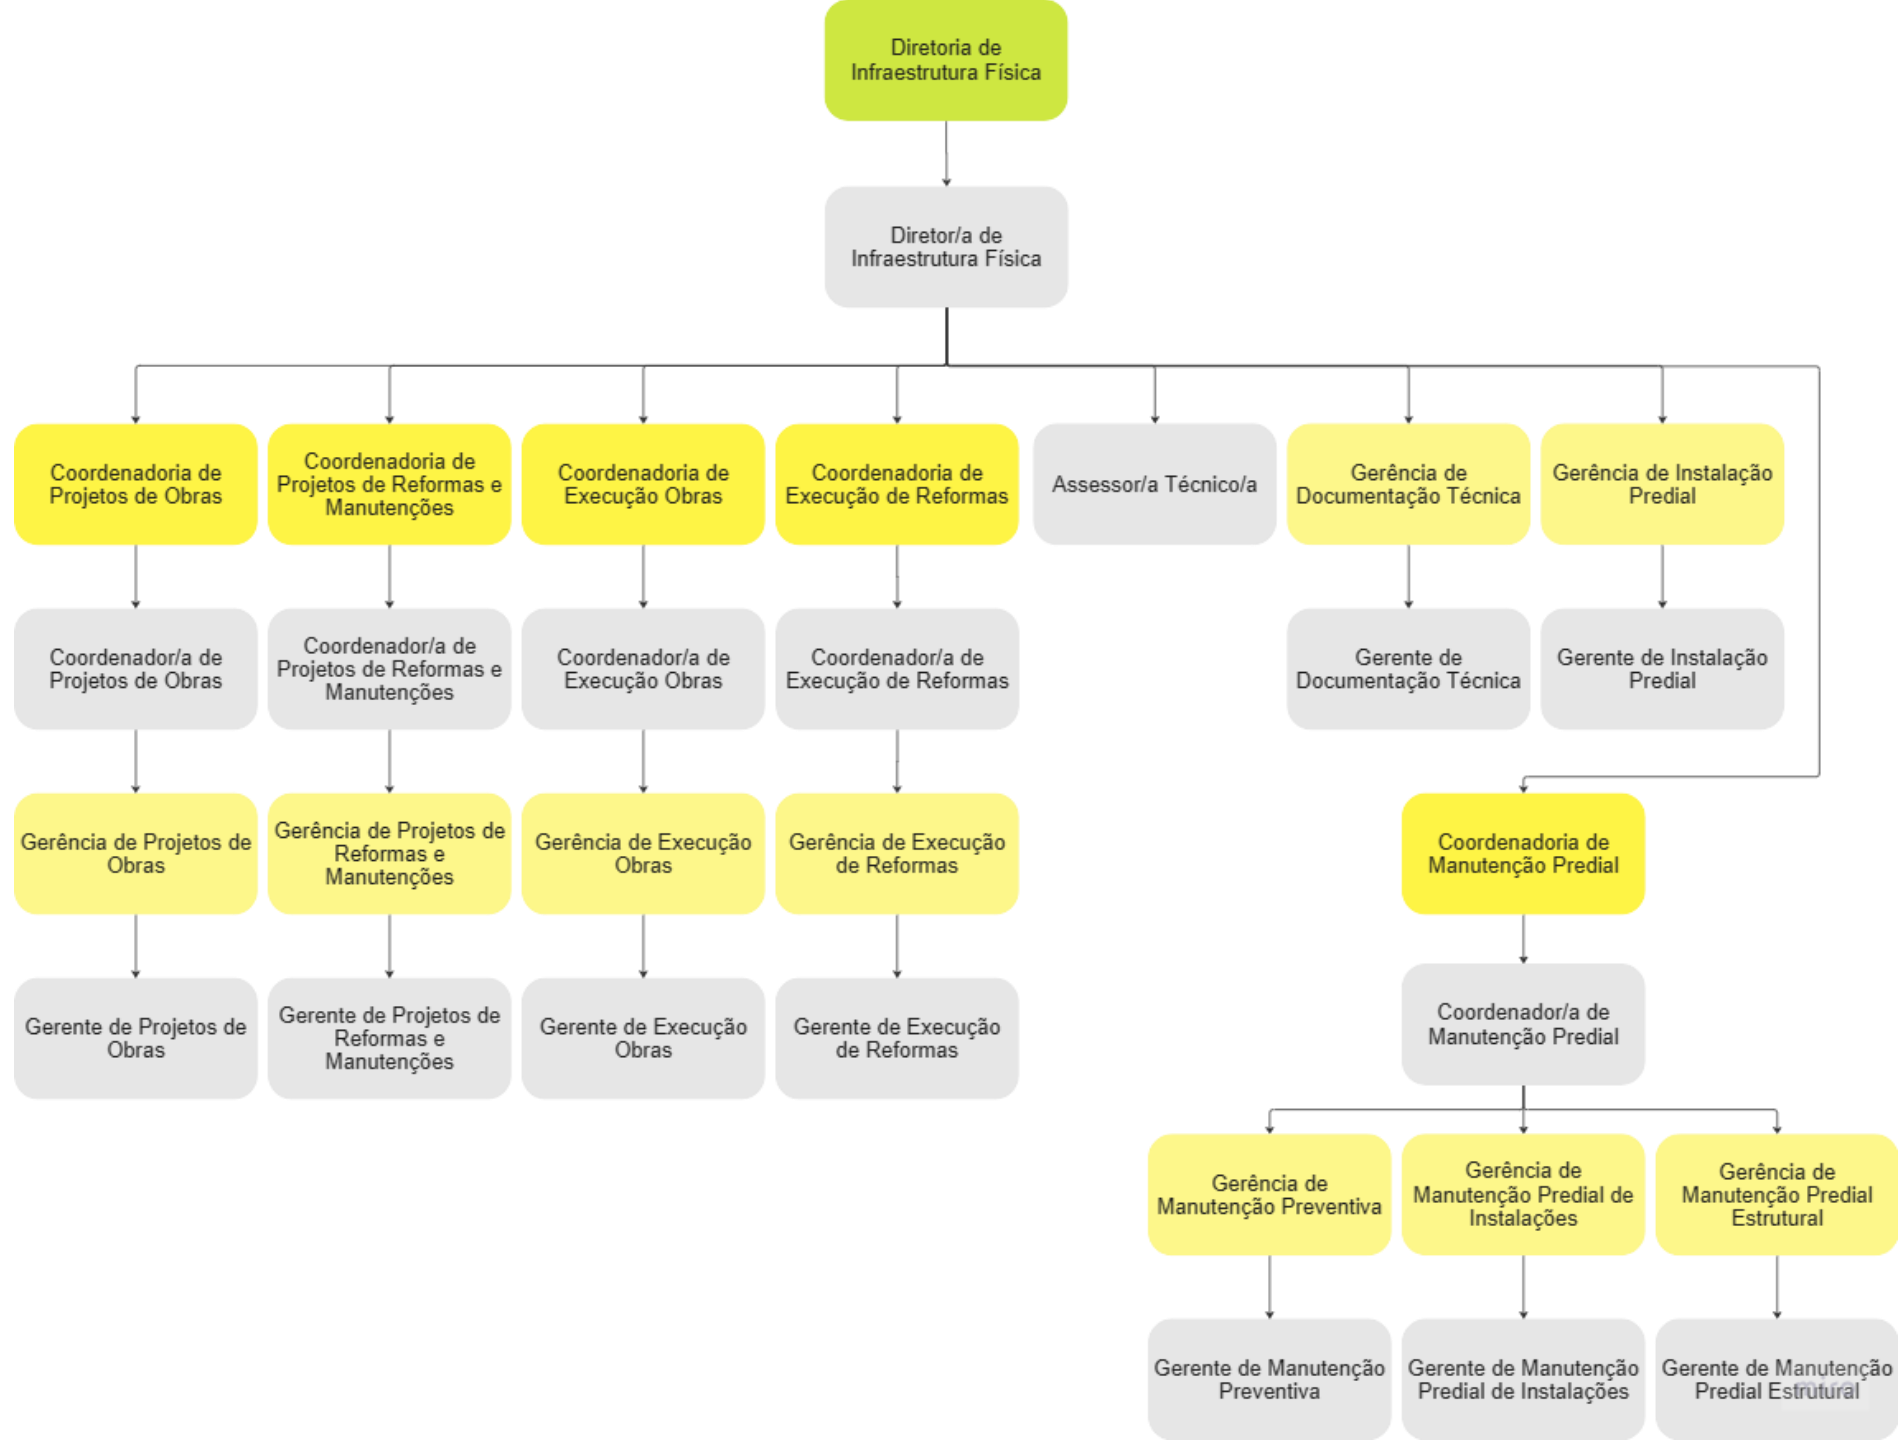 Diretoria de
Infraestrutura Física
Diretor/a de
Infraestrutura Física
Coordenadoria de
Projetos de Obras
Coordenadoria de
Projetos de Reformas e
Manutenções
Coordenadoria de
Execução Obras
Coordenadoria de
Execução de Reformas
Assessor/a Técnico/a
Gerência de
Documentação Técnica
Gerência de Instalação
Predial
Coordenador/a de
Projetos de Obras
Coordenador/a de
Projetos de Reformas e
Manutenções
Coordenador/a de
Execução Obras
Coordenador/a de
Execução de Reformas
Gerente de
Documentação Técnica
Gerente de Instalação
Predial
Gerência de Projetos de
Obras
Gerência de Projetos de
Reformas e
Manutenções
Gerência de Execução
Obras
Gerência de Execução
de Reformas
Coordenadoria de
Manutenção Predial
Gerente de Projetos de
Obras
Gerente de Projetos de
Reformas e
Manutenções
Gerente de Execução
Obras
Gerente de Execução
de Reformas
Coordenador/a de
Manutenção Predial
Gerência de
Manutenção Preventiva
Gerência de
Manutenção Predial de
Instalações
Gerência de
Manutenção Predial
Estrutural
Gerente de Manutenção
Preventiva
Gerente de Manutenção
Predial de Instalações
Gerente de Manutenção
Predial Estrutural
miro